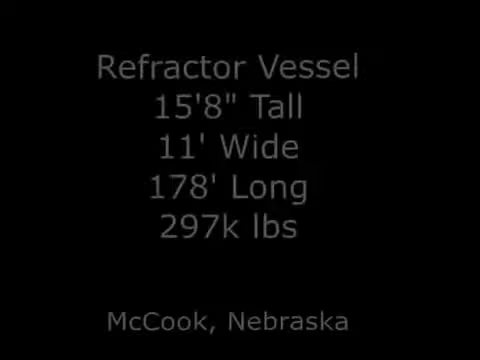 Refractor Vessel
15'8" Tall
11' Wide
178' Long
297k lbs
McCook, Nebraska